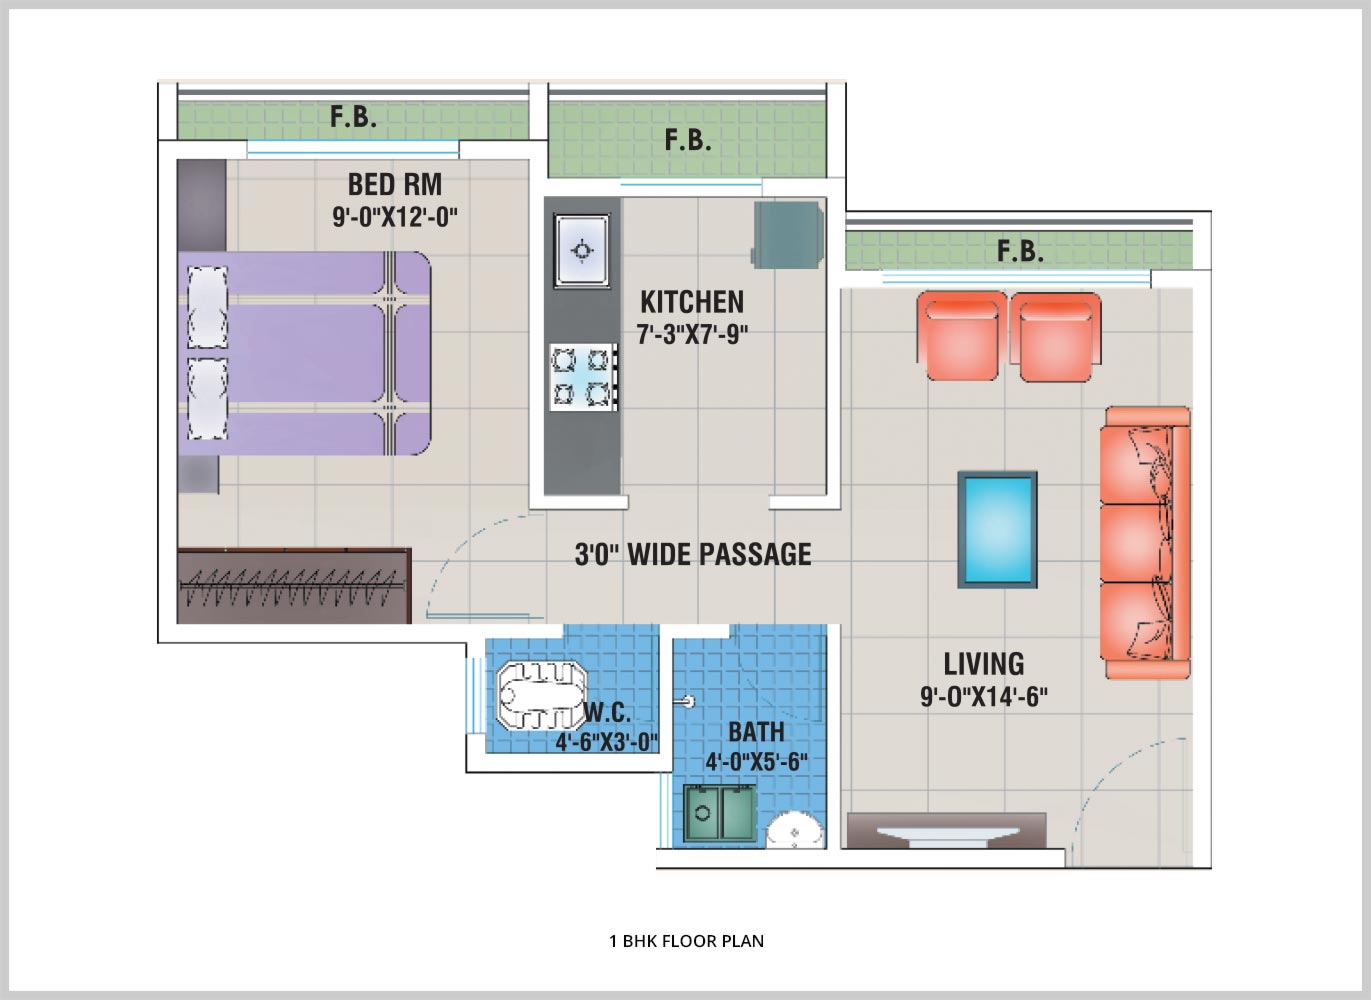 F.B.
F.B.
BED RM
9'-0"X12'-0"
F.B.
KITCHEN
7'-3"X7'-9"
3'0" WIDE PASSAGE
LIVING
9'-O"X14'-6"
W.C.
4'-6"X3'-0"
BATH
4'-0"X5'-6"
1 BHK FLOOR PLAN